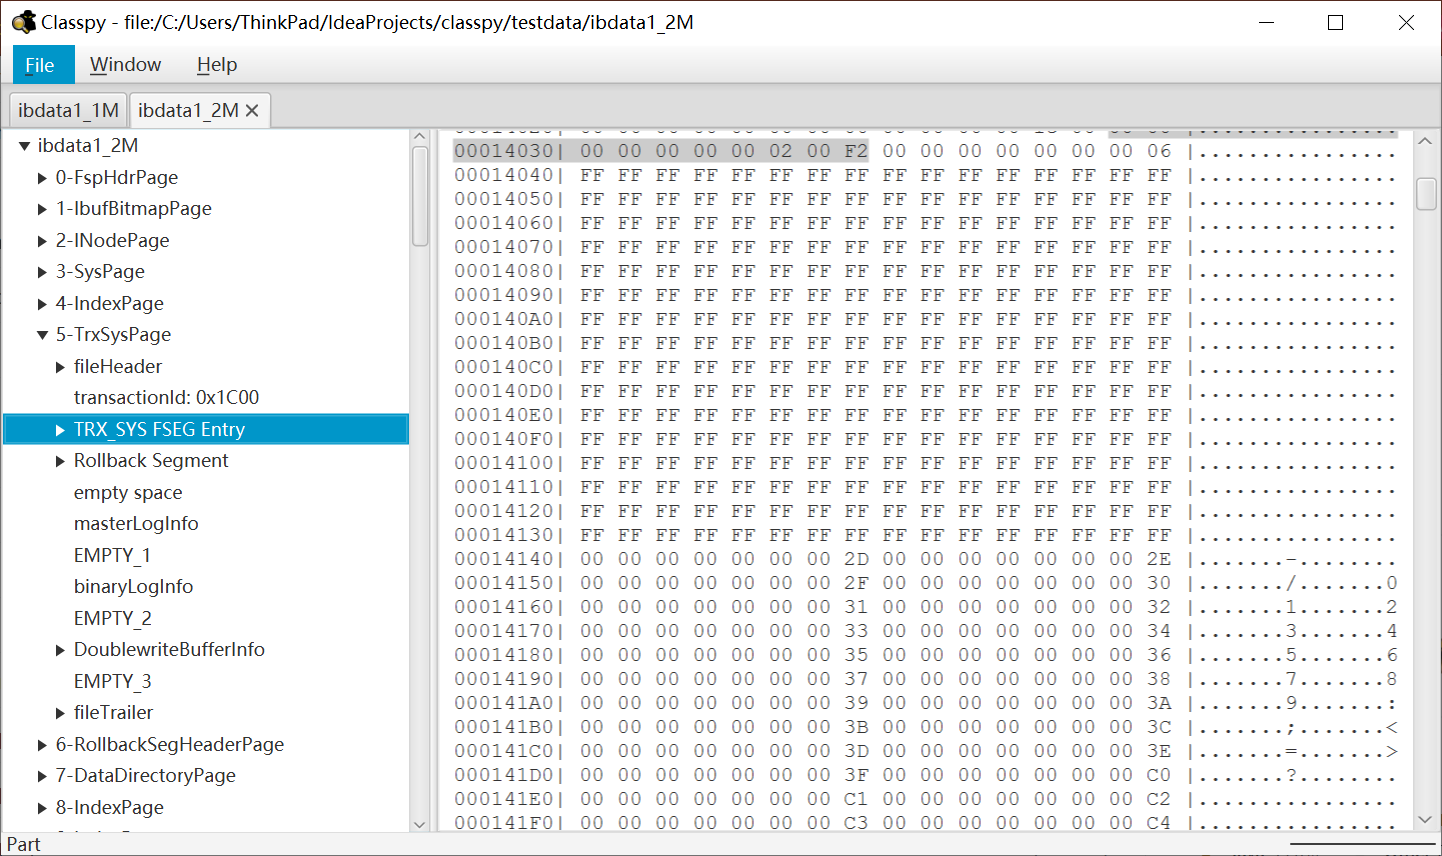 Classpy - file:/C:/Users/ThinkPad/IdeaProjects/classpy/testdata/ibdata1_2M
File Window Help
ibdata1_1M ibdata1_2M
ibdata1_2M
0-FspHdrPage
1-IbufBitmapPage
2-INodePage
3-SysPage
4-IndexPage
5-TrxSysPage
fileHeader
transactionId: 0x1C00
TRX_SYS FSEG Entry
Rollback Segment
empty space
masterLogInfo
EMPTY_1
binaryLogInfo
EMPTY_2
DoublewriteBufferInfo
EMPTY_3
fileTrailer
6-RollbackSegHeaderPage
7-DataDirectoryPage
8-IndexPage
00014030| 00 00 00 00 00 02 00 F2 00 00 00 00 00 00 00 06 |................
00014040| FF FF FF FF FF FF FF FF FF FF FF FF FF FF FF FF |................
00014050| FF FF FF FF FF FF FF FF FF FF FF FF FF FF FF FF |................
00014060| FF FF FF FF FF FF FF FF FF FF FF FF FF FF FF FF |................
00014070| FF FF FF FF FF FF FF FF FF FF FF FF FF FF FF FF |................
00014080| FF FF FF FF FF FF FF FF FF FF FF FF FF FF FF FF |................
00014090| FF FF FF FF FF FF FF FF FF FF FF FF FF FF FF FF |................
000140A0| FF FF FF FF FF FF FF FF FF FF FF FF FF FF FF FF |................
000140B0| FF FF FF FF FF FF FF FF FF FF FF FF FF FF FF FF |................
000140C0| FF FF FF FF FF FF FF FF FF FF FF FF FF FF FF FF |................
000140D0| FF FF FF FF FF FF FF FF FF FF FF FF FF FF FF FF |................
000140E0| FF FF FF FF FF FF FF FF FF FF FF FF FF FF FF FF |................
000140F0| FF FF FF FF FF FF FF FF FF FF FF FF FF FF FF FF |................
00014100| FF FF FF FF FF FF FF FF FF FF FF FF FF FF FF FF |................
00014110| FF FF FF FF FF FF FF FF FF FF FF FF FF FF FF FF |................
00014120| FF FF FF FF FF FF FF FF FF FF FF FF FF FF FF FF |................
00014130| FF FF FF FF FF FF FF FF FF FF FF FF FF FF FF FF |................
00014140| 00 00 00 00 00 00 00 2D 00 00 00 00 00 00 00 2E |.......-........
00014150| 00 00 00 00 00 00 00 2F 00 00 00 00 00 00 00 30 |......./.......0
00014160| 00 00 00 00 00 00 00 31 00 00 00 00 00 00 00 32 |.......1.......2
00014170| 00 00 00 00 00 00 00 33 00 00 00 00 00 00 00 34 |.......3.......4
00014180| 00 00 00 00 00 00 00 35 00 00 00 00 00 00 00 36 |.......5.......6
00014190| 00 00 00 00 00 00 00 37 00 00 00 00 00 00 00 38 |.......7.......8
000141A0| 00 00 00 00 00 00 00 39 00 00 00 00 00 00 00 3A |.......9.......:
000141B0| 00 00 00 00 00 00 00 3B 00 00 00 00 00 00 00 3C |.......;.......<
000141C0| 00 00 00 00 00 00 00 3D 00 00 00 00 00 00 00 3E |.......=.......>
000141D0| 00 00 00 00 00 00 00 3F 00 00 00 00 00 00 00 C0 |.......?........
000141E0| 00 00 00 00 00 00 00 C1 00 00 00 00 00 00 00 C2 |................
000141F0| 00 00 00 00 00 00 00 C3 00 00 00 00 00 00 00 C4 |................
Part